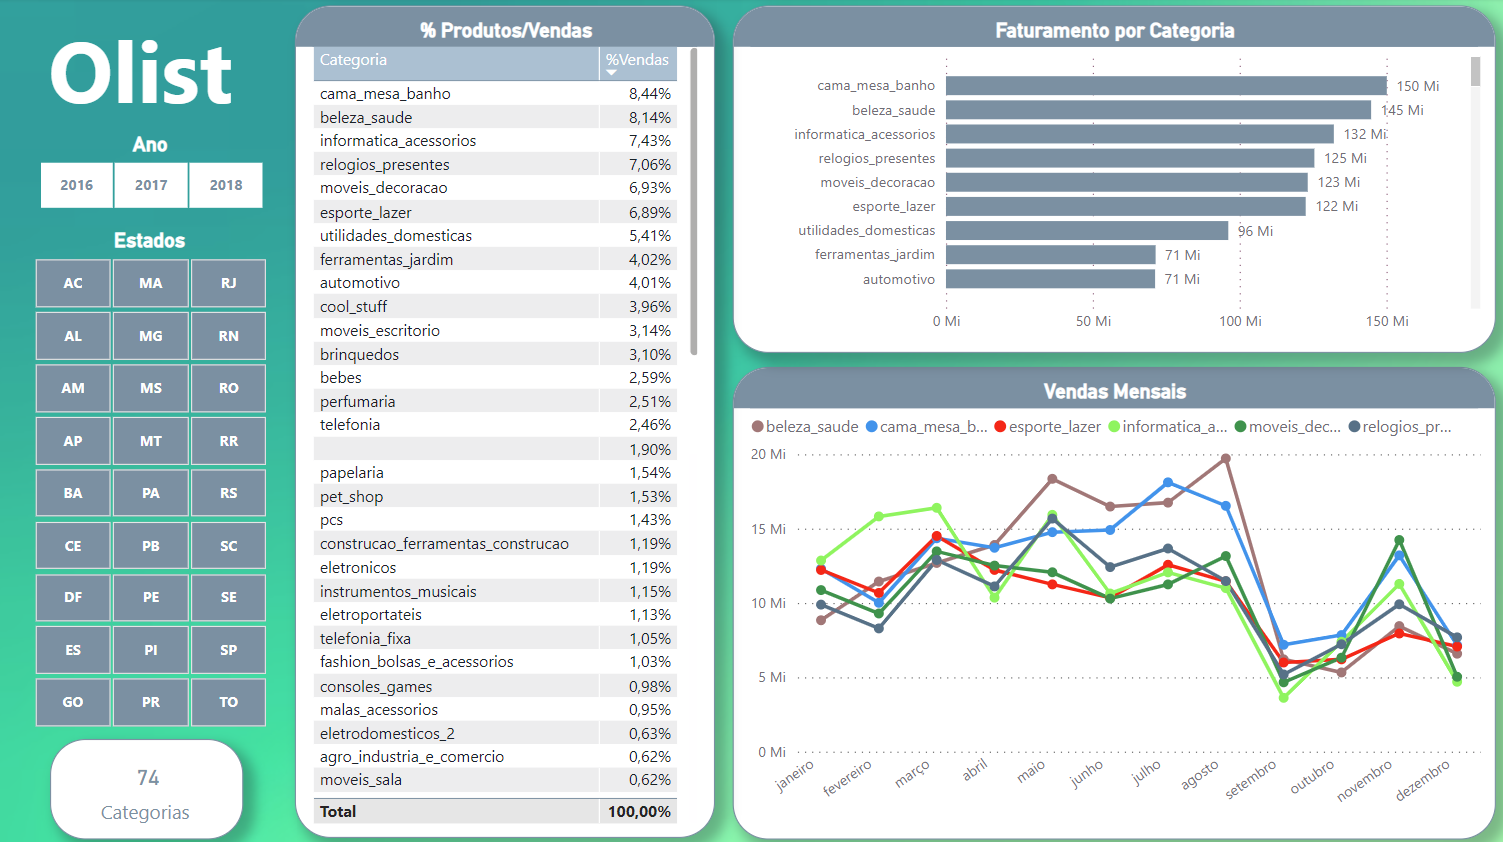 Olist
Ano
2016 2017 2018
Estados
AC MA RJ
AL MG RN
AM MS RO
AP MT RR
BA PA RS
CE PB SC
DF PE SE
ES PI SP
GO PR TO
74
Categorias
% Produtos/Vendas
Categoria %Vendas
cama_mesa_banho 8,44%
beleza_saude 8,14%
informatica_acessorios 7,43%
relogios_presentes 7,06%
moveis_decoracao 6,93%
esporte_lazer 6,89%
utilidades_domesticas 5,41%
ferramentas_jardim 4,02%
automotivo 4,01%
cool_stuff 3,96%
moveis_escritorio 3,14%
brinquedos 3,10%
bebes 2,59%
perfumaria 2,51%
telefonia 2,46%
1,90%
papelaria 1,54%
pet_shop 1,53%
pcs 1,43%
construcao_ferramentas_construcao 1,19%
eletronicos 1,19%
instrumentos_musicais 1,15%
eletroportateis 1,13%
telefonia_fixa 1,05%
fashion_bolsas_e_acessorios 1,03%
consoles_games 0,98%
malas_acessorios 0,95%
eletrodomesticos_2 0,63%
agro_industria_e_comercio 0,62%
moveis_sala 0,62%
Total 100,00%
Faturamento por Categoria
cama_mesa_banho 150 Mi
beleza_saude 145 Mi
informatica_acessorios 132 Mi
relogios_presentes 125 Mi
moveis_decoracao 123 Mi
esporte_lazer 122 Mi
utilidades_domesticas 96 Mi
ferramentas_jardim 71 Mi
automotivo 71 Mi
0 Mi 50 Mi 100 Mi 150 Mi
Vendas Mensais
beleza_saude cama_mesa_b... esporte_lazer informatica_a... moveis_dec... relogios_pr...
20 Mi
15 Mi
10 Mi
5 Mi
0 Mi
janeiro fevereiro março abril maio junho julho agosto setembro outubro novembro dezembro